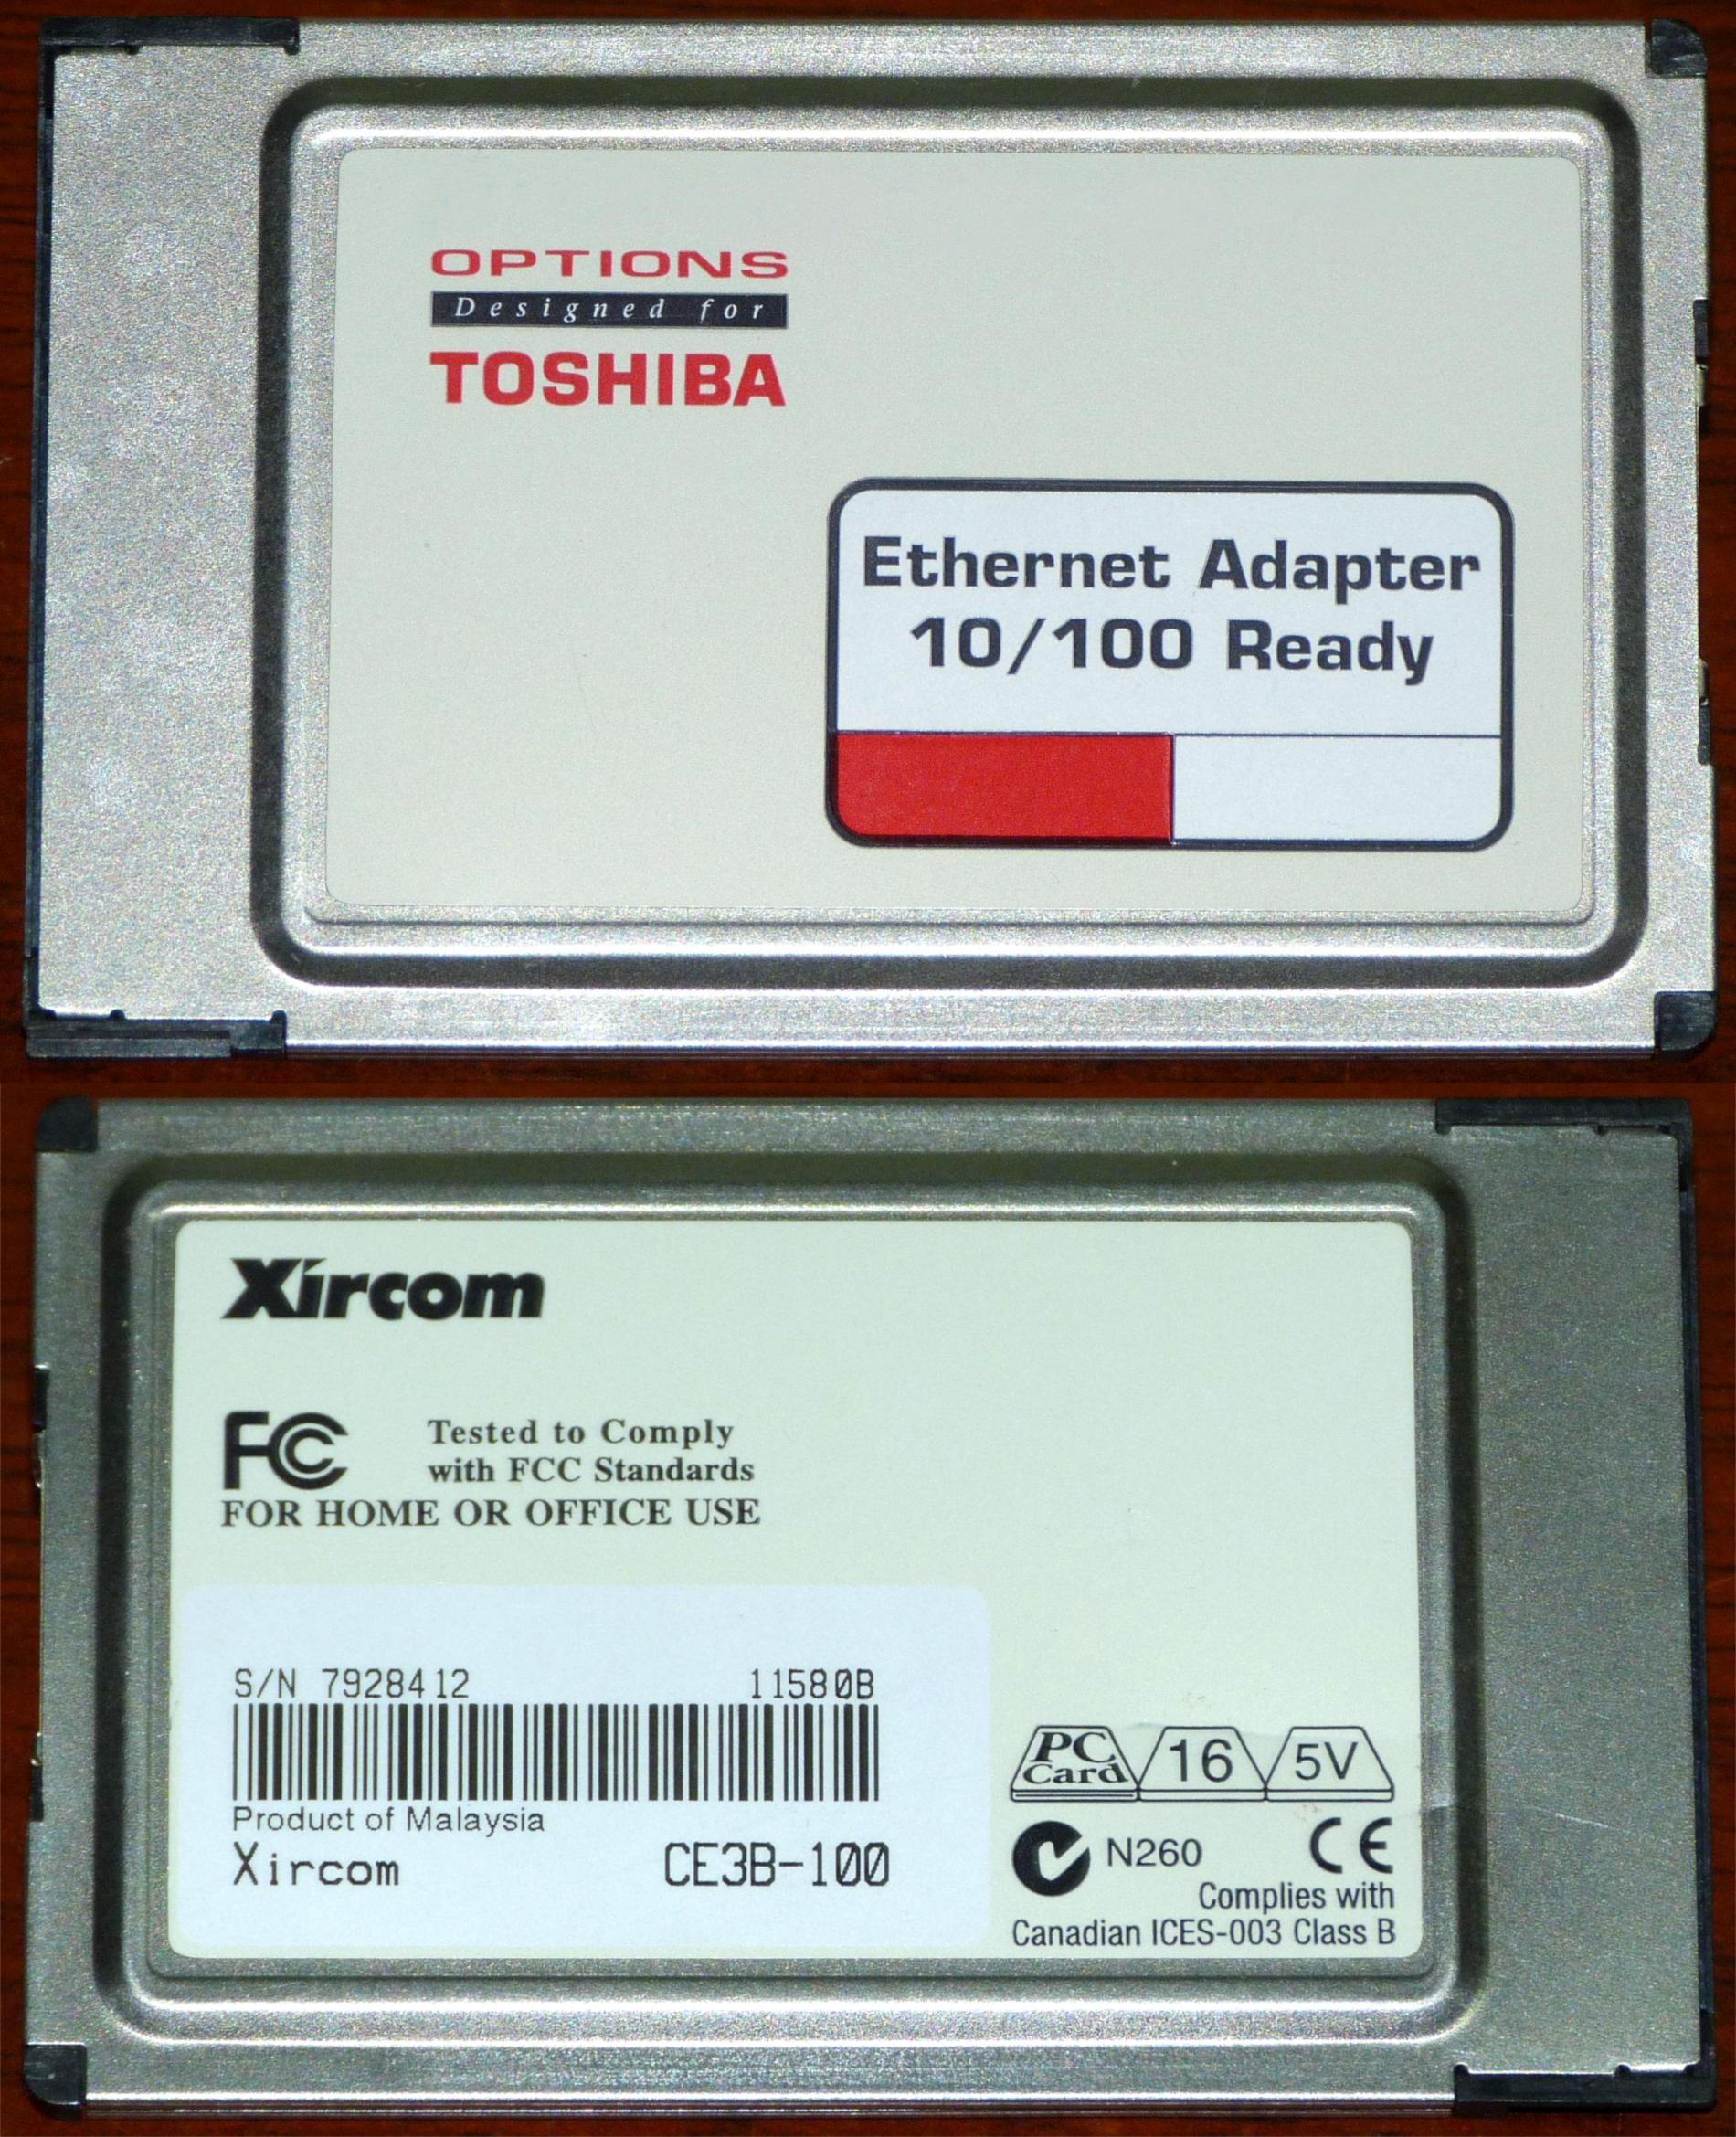 OPTIONS
Designed for
TOSHIBA
Ethernet Adapter
10/100 Ready
Xircom
FC Tested to Comply
with FCC Standards
FOR HOME OR OFFICE USE
S/N 7928412 11580B
Product of Malaysia
Xircom CE3B-100
PC Card 16 5V
N260 CE
Complies with
Canadian ICES-003 Class B